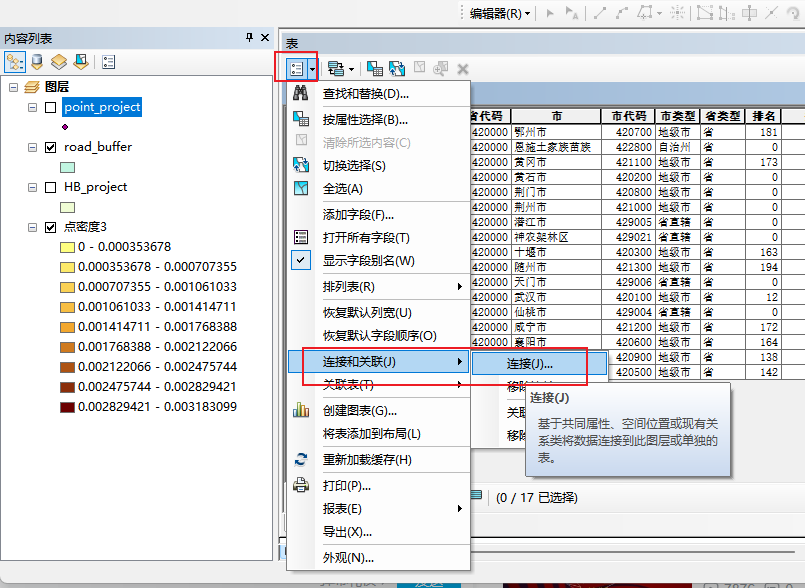 编辑器(R)
内容列表
图层
point_project
road_buffer
HB_project
点密度3
0 - 0.000353678
0.000353678 - 0.000707355
0.000707355 - 0.001061033
0.001061033 - 0.001414711
0.001414711 - 0.001768388
0.001768388 - 0.002122066
0.002122066 - 0.002475744
0.002475744 - 0.002829421
0.002829421 - 0.003183099
表
查找和替换(D)...
按属性选择(B)...
清除所选内容(C)
切换选择(S)
全选(A)
添加字段(F)...
打开所有字段(T)
显示字段别名(W)
排列表(R)
恢复默认列宽(U)
恢复默认字段顺序(O)
连接和关联(J)
关联表(T)
创建图表(G)...
将表添加到布局(L)
重新加载缓存(H)
打印(P)...
报表(E)
导出(X)...
外观(N)...
省代码 市 市代码 市类型 省类型 排名
420000 鄂州市 420700 地级市 省 181
420000 恩施土家族苗族 422800 自治州 省 0
420000 黄冈市 421100 地级市 省 173
420000 黄石市 420200 地级市 省 0
420000 荆门市 420800 地级市 省 0
420000 荆州市 421000 地级市 省 0
420000 潜江市 429005 省直辖 省 0
420000 神农架林区 429021 省直辖 省 0
420000 十堰市 420300 地级市 省 163
420000 随州市 421300 地级市 省 194
420000 天门市 429006 省直辖 省 0
420000 武汉市 420100 地级市 省 12
420000 仙桃市 429004 省直辖 省 0
420000 咸宁市 421200 地级市 省 172
420000 襄阳市 420600 地级市 省 164
420900 地级市 省 138
420500 地级市 省 142
连接(J)...
移除
关联
移除
连接(J)
基于共同属性、空间位置或现有关
系类将数据连接到此图层或单独的
表。
(0 / 17 已选择)